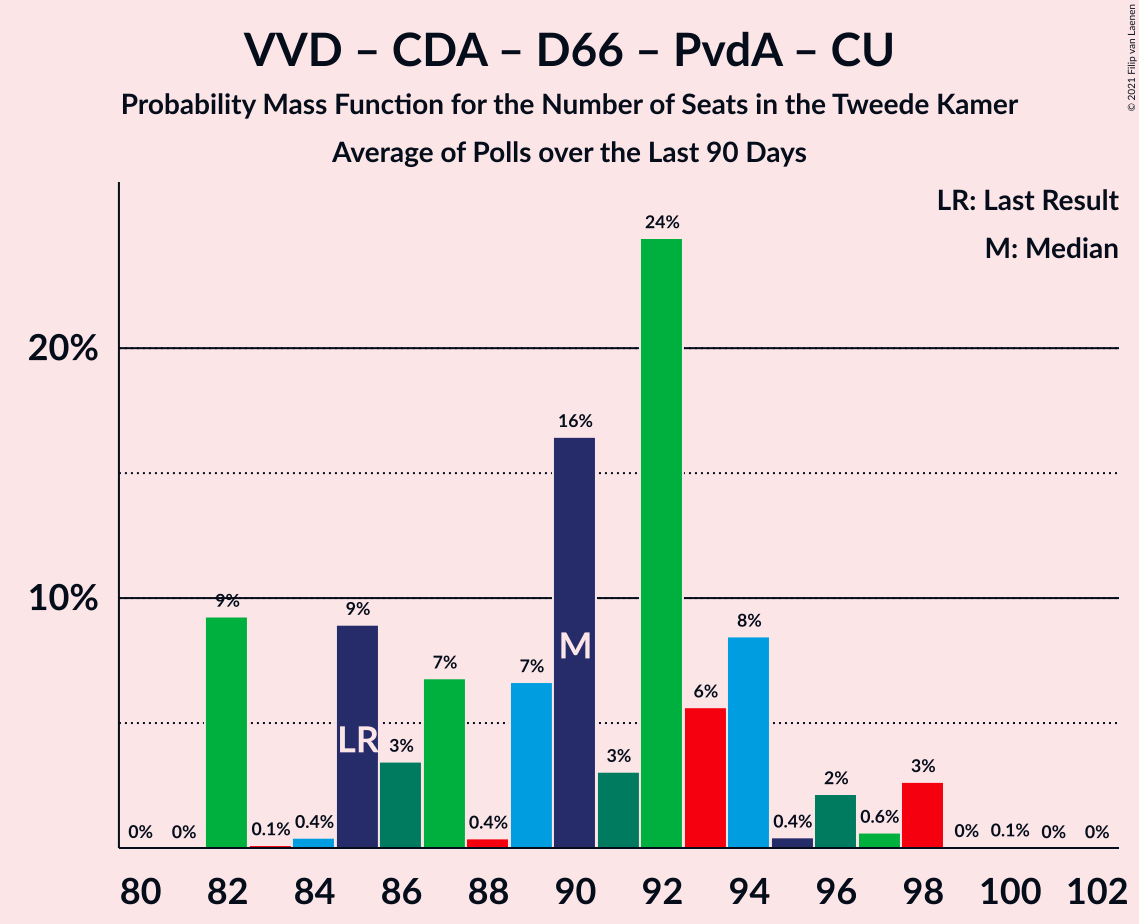 VVD – CDA – D66 – PvdA – CU
Probability Mass Function for the Number of Seats in the Tweede Kamer
Average of Polls over the Last 90 Days
© 2021 Filip van Laenen
LR: Last Result
M: Median
20%
10%
0% 0% 9% 0.1% 0.4% 9% 3% 7% 0.4% 7% 16% 3% 24% 6% 8% 0.4% 2% 0.6% 3% 0% 0.1% 0% 0%
LR
M
80 82 84 86 88 90 92 94 96 98 100 102